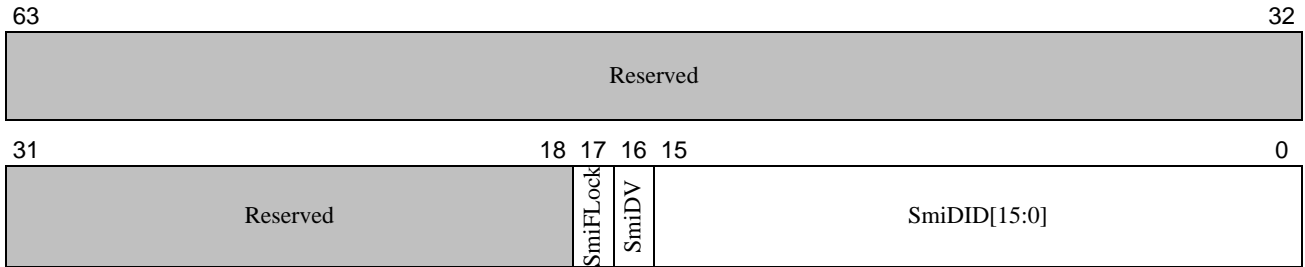 63 32
Reserved
31 18 17 16 15 0
Reserved SmiFLock SmiDV SmiDID[15:0]